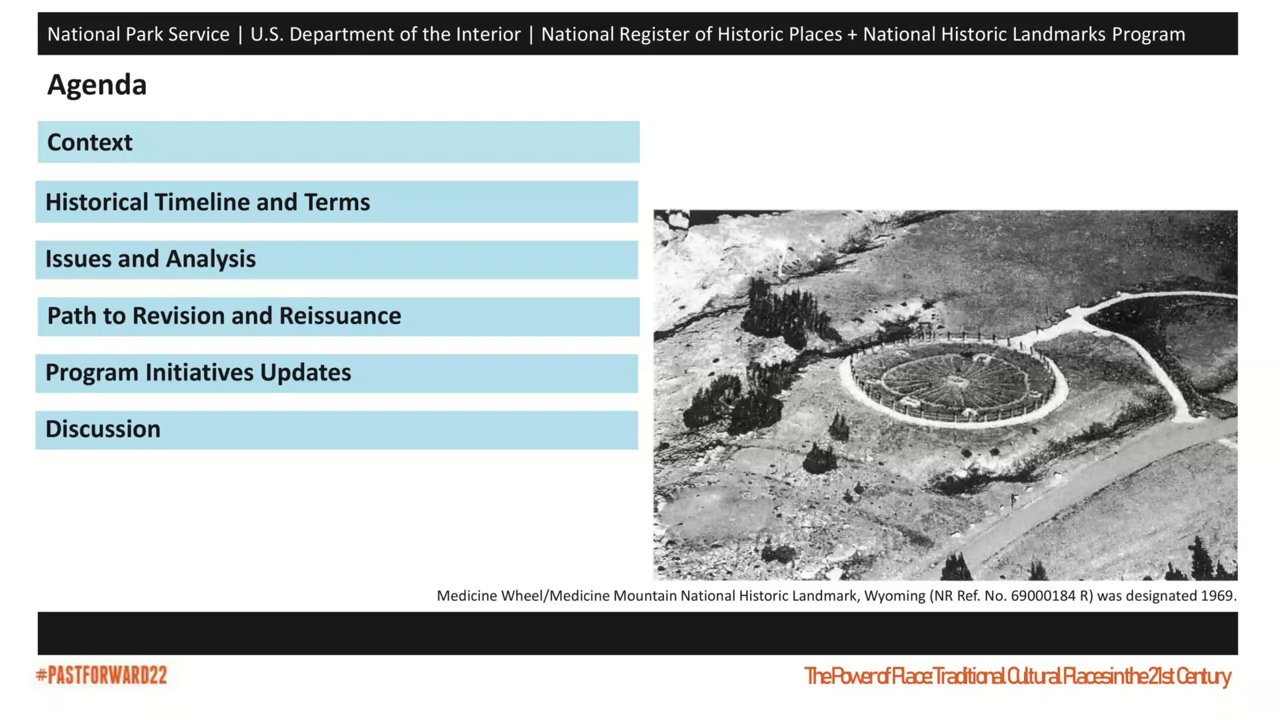 National Park Service | U.S. Department of the Interior | National Register of Historic Places + National Historic Landmarks Program
Agenda
Context
Historical Timeline and Terms
Issues and Analysis
Path to Revision and Reissuance
Program Initiatives Updates
Discussion
Medicine Wheel/Medicine Mountain National Historic Landmark, Wyoming (NR Ref. No. 69000184 R) was designated 1969.
#PASTFORWARD22
The Power of Place: Traditional Cultural Places in the 21st Century